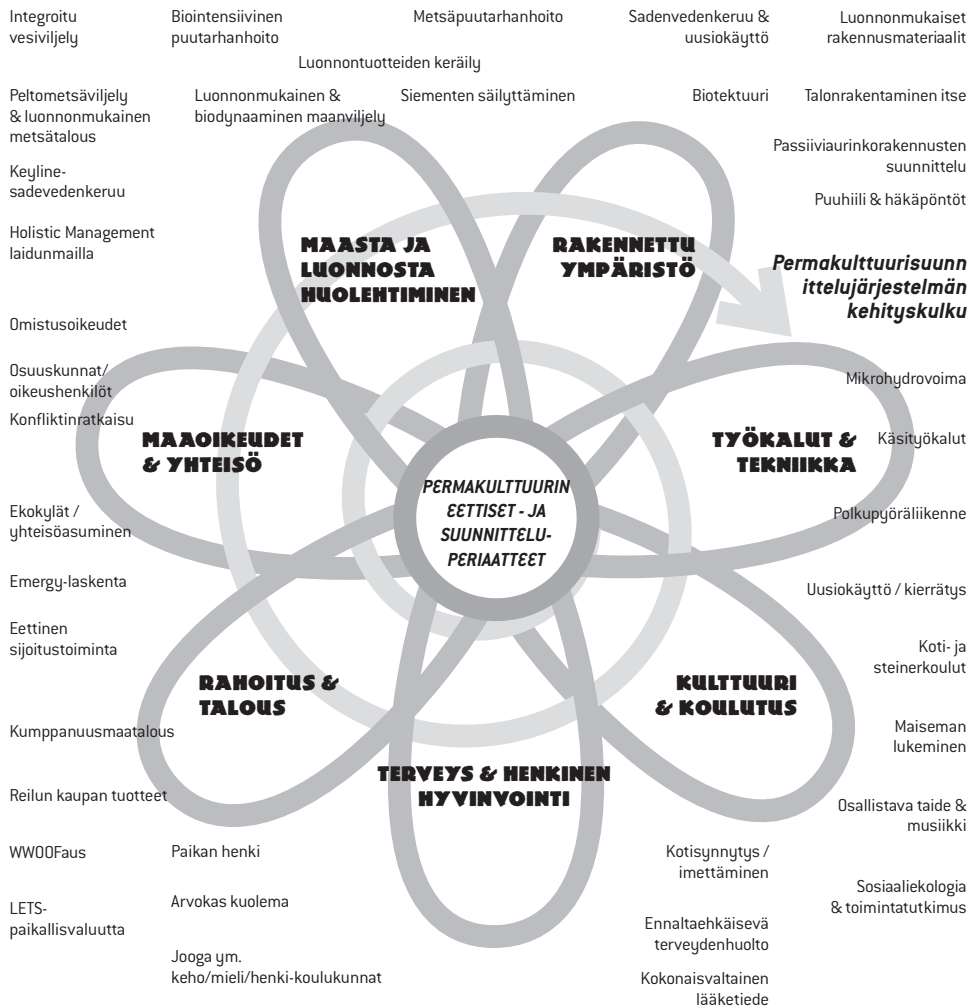 Integroitu
vesiviljely
Biointensiivinen
puutarhanhoito
Metsäpuutarhanhoito
Sadenvedenkeruu &
uusiokäyttö
Luonnonmukaiset
rakennusmateriaalit
Luonnontuotteiden keräily
Peltometsäviljely
& luonnonmukainen
metsätalous
Luonnonmukainen &
biodynaaminen maanviljely
Siementen säilyttäminen
Biotektuuri
Talonrakentaminen itse
Passiiviaurinkorakennusten
suunnittelu
Keyline-
sadevedenkeruu
Puuhiili & häkäpöntöt
Holistic Management
laidunmailla
MAASTA JA
LUONNOSTA
HUOLEHTIMINEN
RAKENNETTU
YMPÄRISTÖ
Permakulttuurisuunn
ittelujärjestelmän
kehityskulku
Omistusoikeudet
Osuuskunnat/
oikeushenkilöt
Konfliktinratkaisu
Mikrohydrovoima
MAAOIKEUDET
& YHTEISÖ
TYÖKALUT &
TEKNIIKKA
Käsityökalut
PERMAKULTTUURIN
EETTISET - JA
SUUNNITTELU-
PERIAATTEET
Ekokylät /
yhteisöasuminen
Polkupyöräliikenne
Emergy-laskenta
Uusiokäyttö / kierrätys
Eettinen
sijoitustoiminta
Koti- ja
steinerkoulut
RAHOITUS &
TALOUS
KULTTUURI
& KOULUTUS
Kumppanuusmaatalous
Maiseman
lukeminen
TERVEYS & HENKINEN
HYVINVOINTI
Reilun kaupan tuotteet
Osallistava taide &
musiikki
WWOOFaus
Paikan henki
Kotisynnytys /
imettäminen
LETS-
paikallisvaluutta
Arvokas kuolema
Sosiaaliekologia
& toimintatutkimus
Ennaltaehkäisevä
terveydenhuolto
Jooga ym.
keho/mieli/henki-koulukunnat
Kokonaisvaltainen
lääketiede